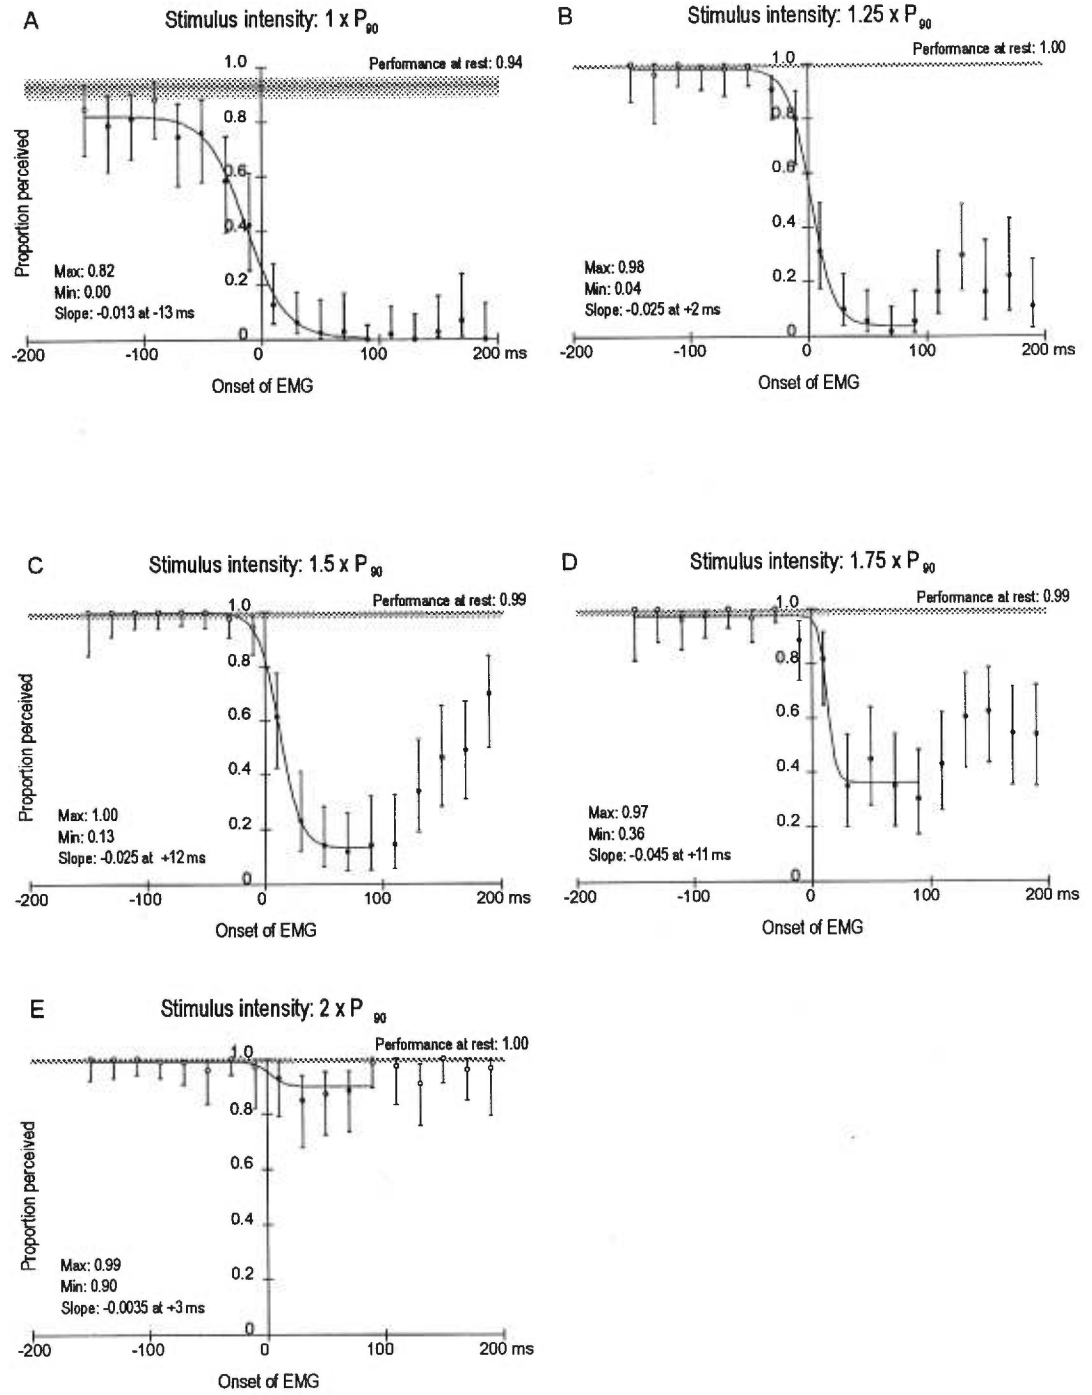 A
Stimulus intensity: 1 x P90
Performance at rest: 0.94
1.0
0.8
0.6
0.4
0.2
0
Proportion perceived
Max: 0.82
Min: 0.00
Slope: -0.013 at -13 ms
-200 -100 0 100 200 ms
Onset of EMG
B
Stimulus intensity: 1.25 x P90
Performance at rest: 1.00
1.0
0.8
0.6
0.4
0.2
0
Max: 0.98
Min: 0.04
Slope: -0.025 at +2 ms
-200 -100 0 100 200 ms
Onset of EMG
C
Stimulus intensity: 1.5 x P90
Performance at rest: 0.99
1.0
0.8
0.6
0.4
0.2
0
Proportion perceived
Max: 1.00
Min: 0.13
Slope: -0.025 at +12 ms
-200 -100 0 100 200 ms
Onset of EMG
D
Stimulus intensity: 1.75 x P90
Performance at rest: 0.99
1.0
0.8
0.6
0.4
0.2
0
Max: 0.97
Min: 0.36
Slope: -0.045 at +11 ms
-200 -100 0 100 200 ms
Onset of EMG
E
Stimulus intensity: 2 x P 90
Performance at rest: 1.00
1.0
0.8
0.6
0.4
0.2
0
Proportion perceived
Max: 0.99
Min: 0.90
Slope: -0.0035 at +3 ms
-200 -100 0 100 200 ms
Onset of EMG